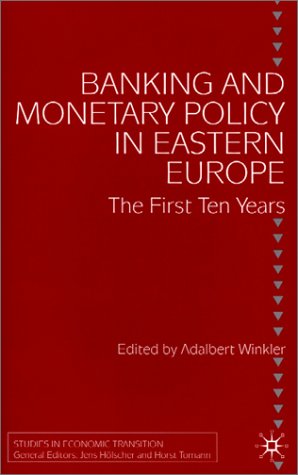 BANKING AND
MONETARY POLICY
IN EASTERN
EUROPE
The First Ten Years
Edited by Adalbert Winkler
STUDIES IN ECONOMIC TRANSITION
General Editors: Jens Hölscher and Horst Tomann